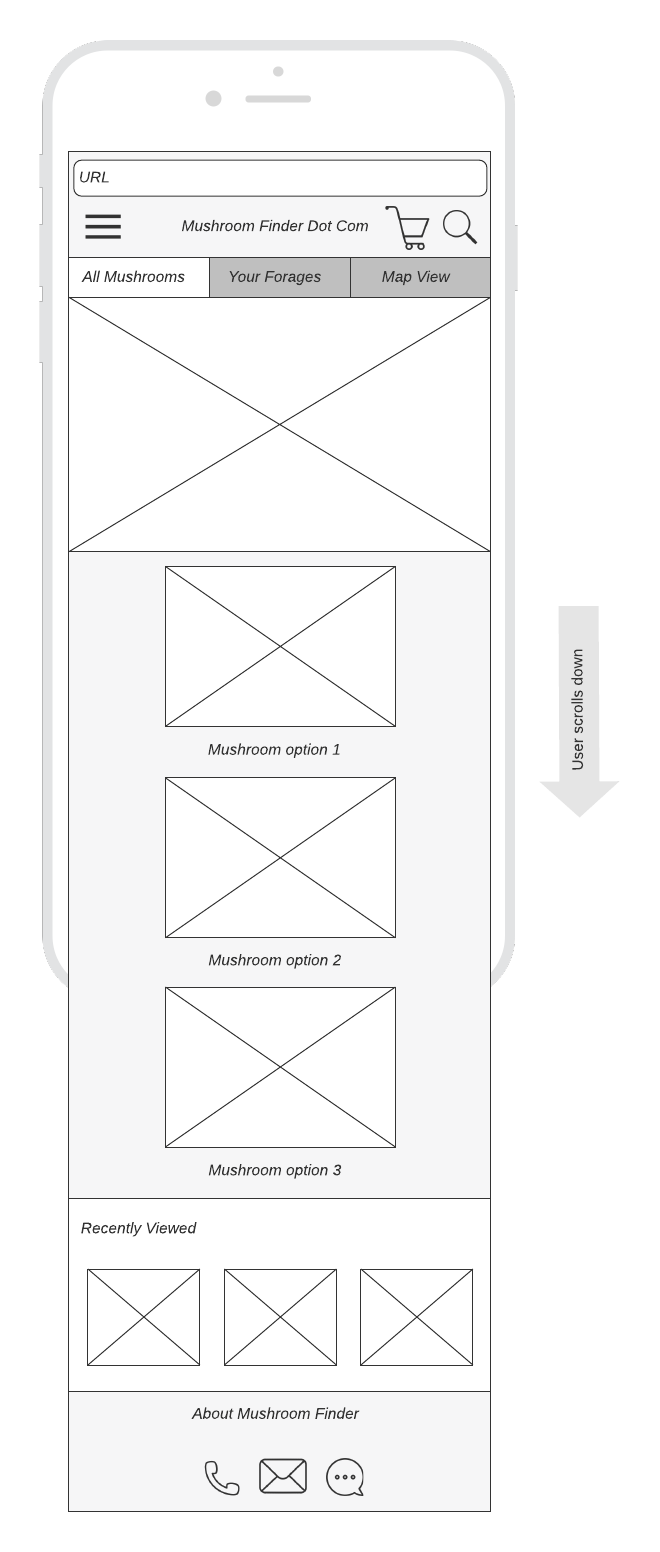 URL
Mushroom Finder Dot Com
All Mushrooms
Your Forages
Map View
Mushroom option 1
User scrolls down
Mushroom option 2
Mushroom option 3
Recently Viewed
About Mushroom Finder